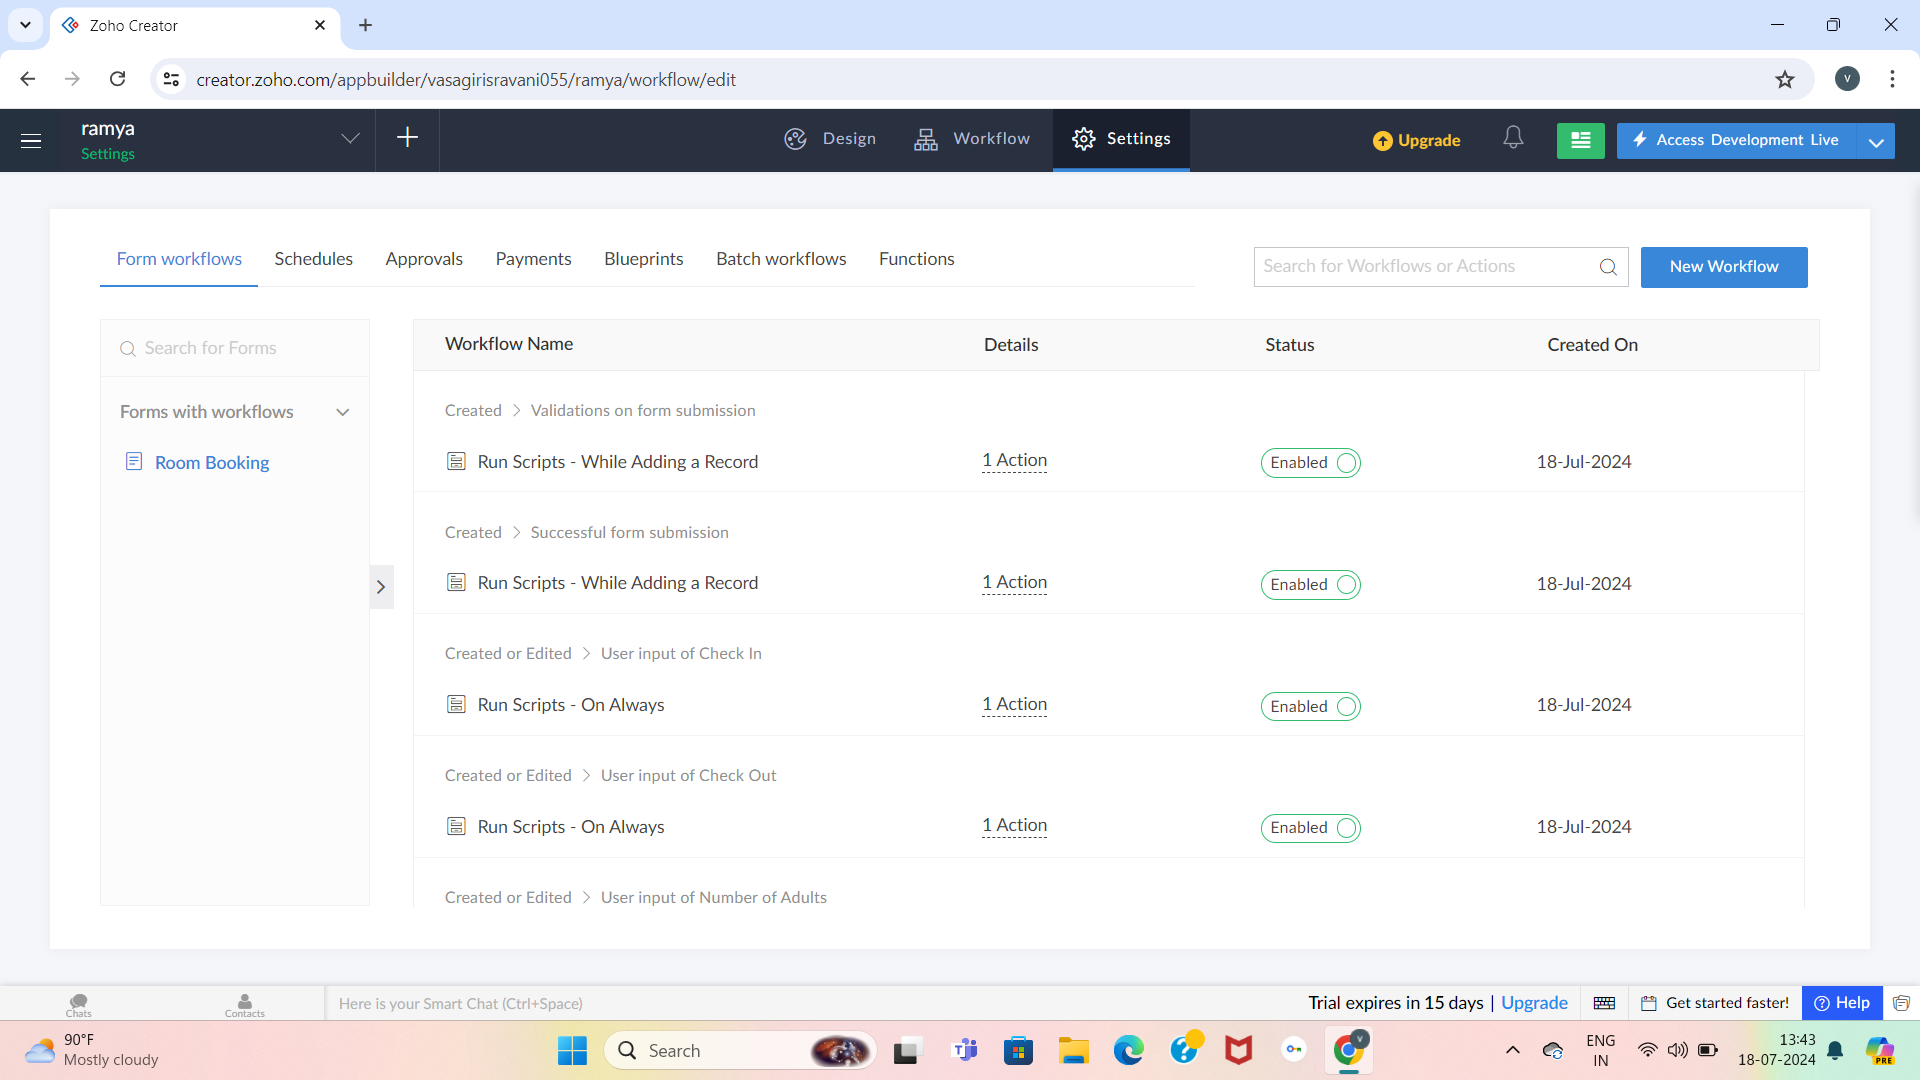 Zoho Creator
creator.zoho.com/appbuilder/vasagirisravani055/ramya/workflow/edit
V
ramya
Settings
Design
Workflow
Settings
Upgrade
Access Development Live
Form workflows
Schedules
Approvals
Payments
Blueprints
Batch workflows
Functions
Search for Workflows or Actions
New Workflow
Search for Forms
Forms with workflows
Room Booking
Workflow Name Details Status Created On
Created > Validations on form submission
Run Scripts - While Adding a Record 1 Action Enabled 18-Jul-2024
Created > Successful form submission
Run Scripts - While Adding a Record 1 Action Enabled 18-Jul-2024
Created or Edited > User input of Check In
Run Scripts - On Always 1 Action Enabled 18-Jul-2024
Created or Edited > User input of Check Out
Run Scripts - On Always 1 Action Enabled 18-Jul-2024
Created or Edited > User input of Number of Adults
Chats
Contacts
Here is your Smart Chat (Ctrl+Space)
Trial expires in 15 days | Upgrade
Get started faster!
Help
90°F
Mostly cloudy
Search
ENG
IN
13:43
18-07-2024
PRE